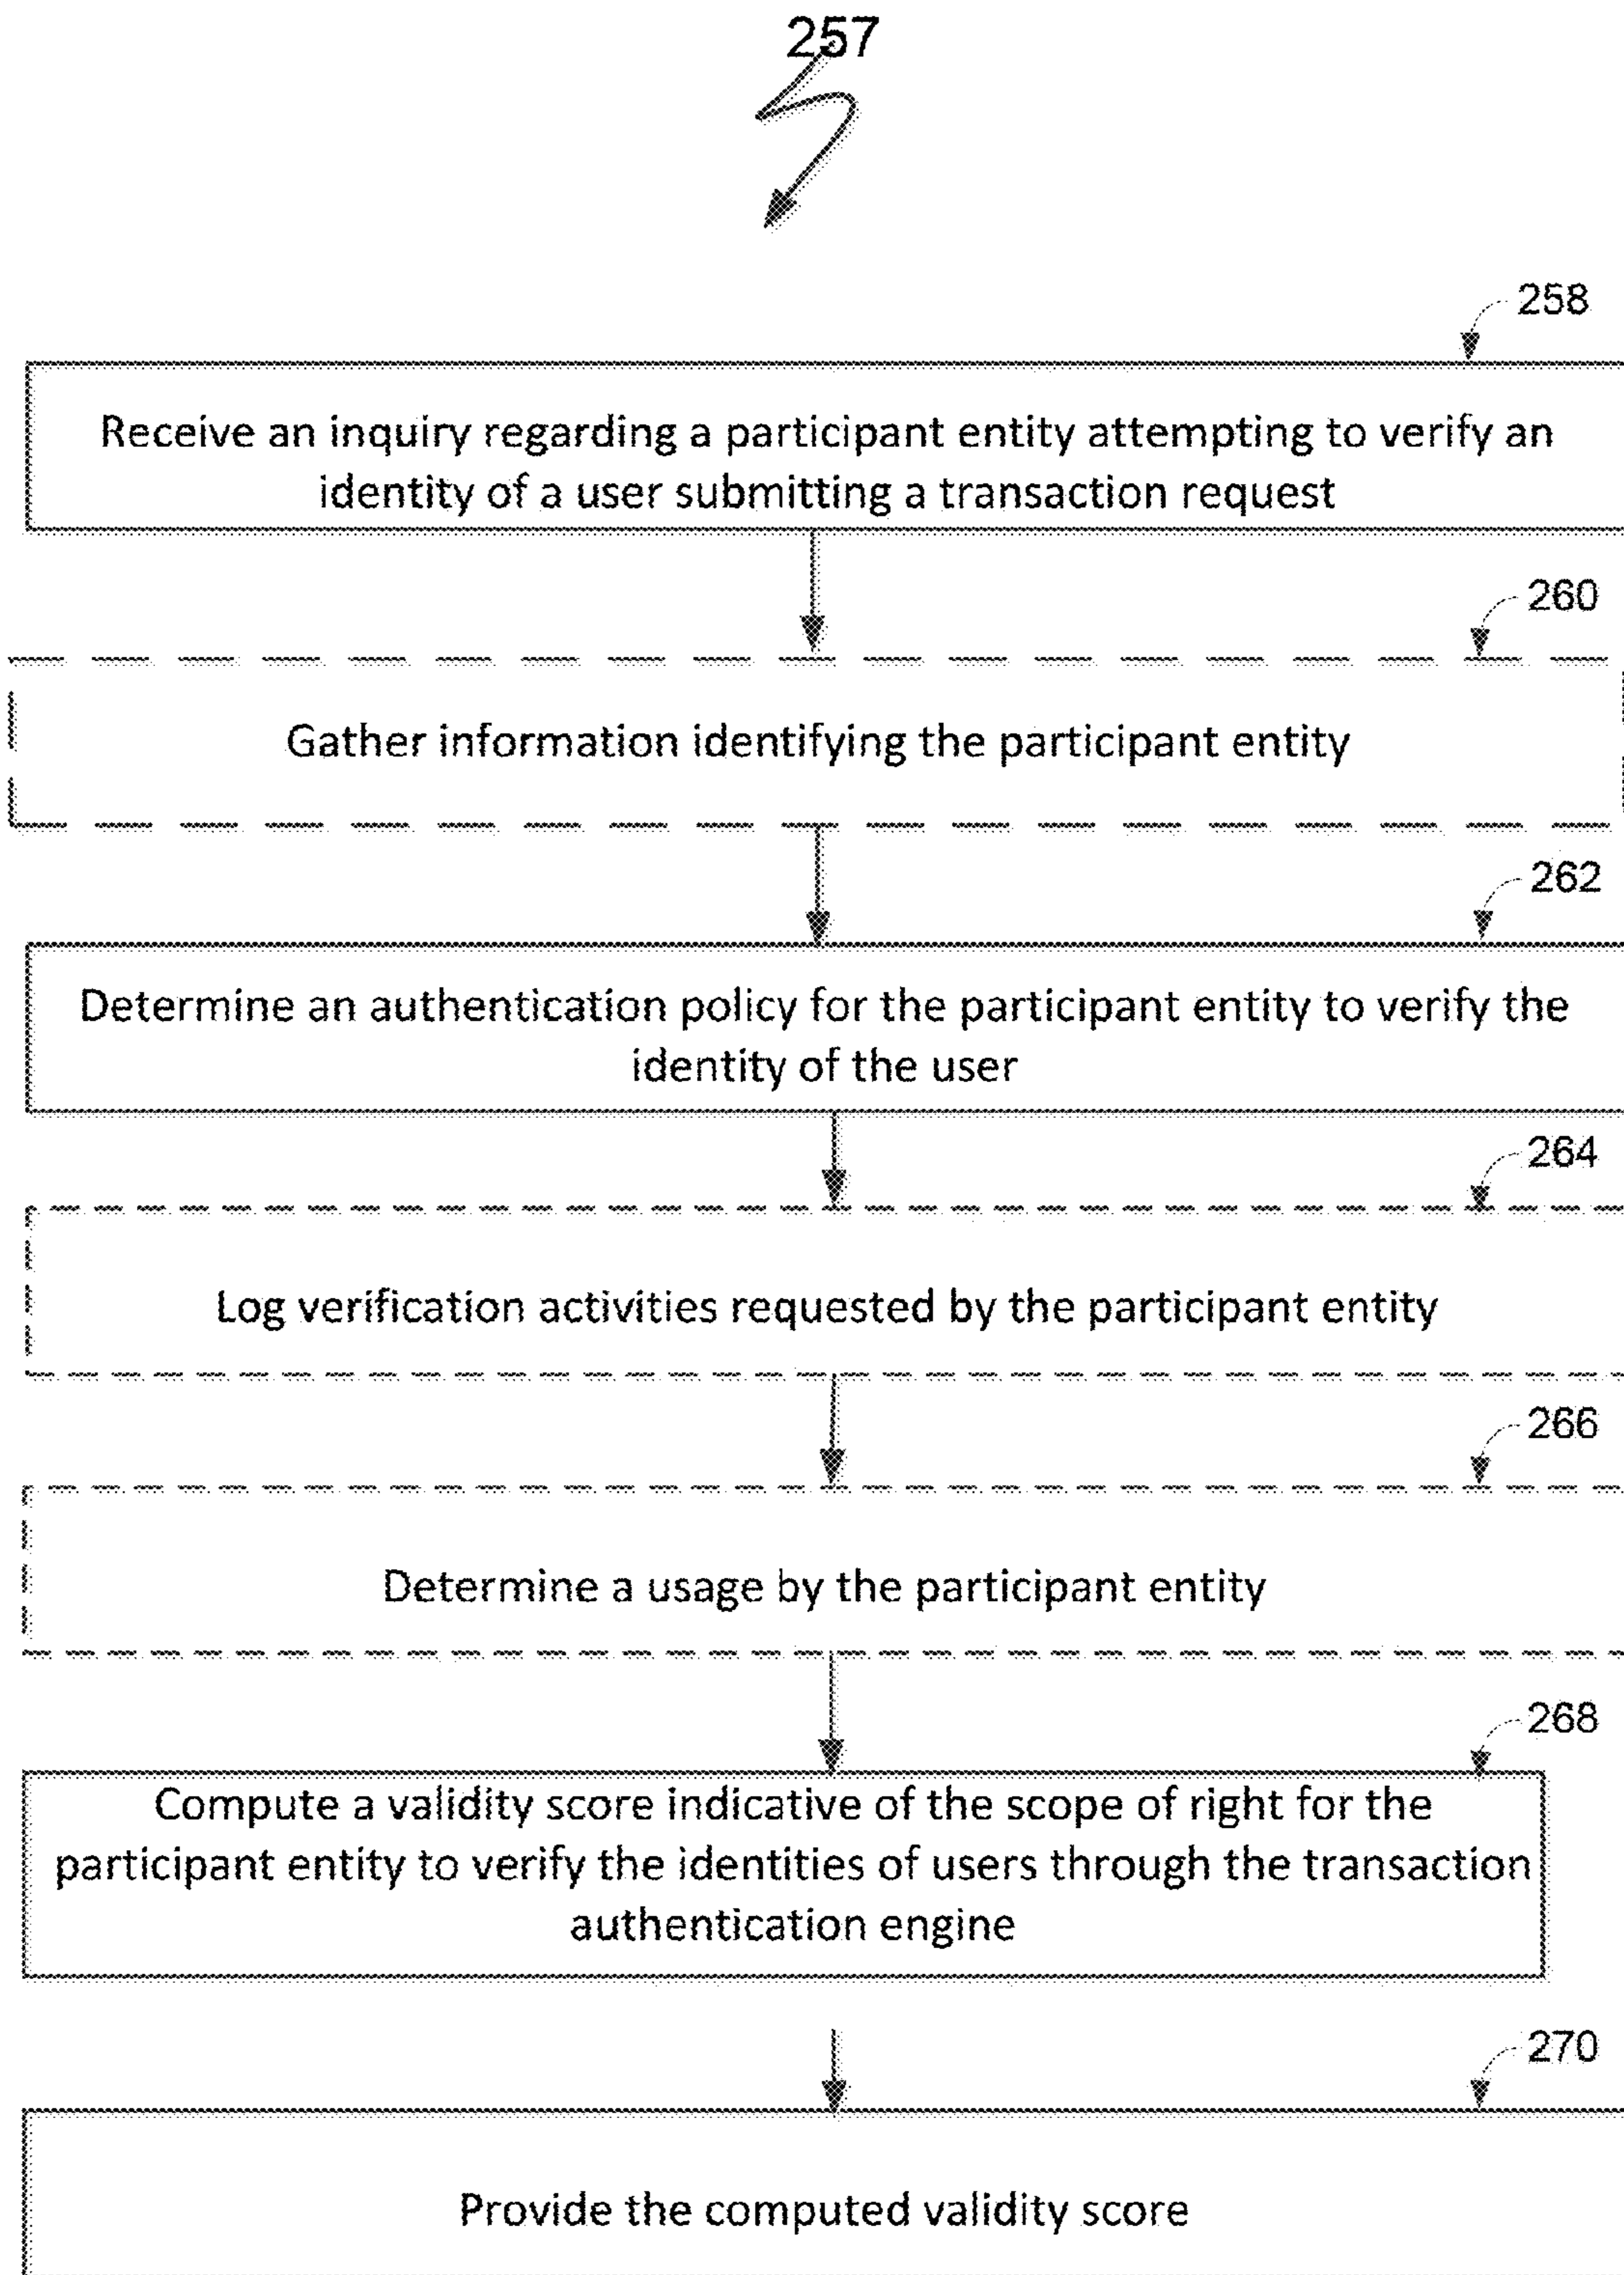 257
258
Receive an inquiry regarding a participant entity attempting to verify an
identity of a user submitting a transaction request
260
Gather information identifying the participant entity
262
Determine an authentication policy for the participant entity to verify the
identity of the user
264
Log verification activities requested by the participant entity
266
Determine a usage by the participant entity
268
Compute a validity score indicative of the scope of right for the
participant entity to verify the identities of users through the transaction
authentication engine
270
Provide the computed validity score